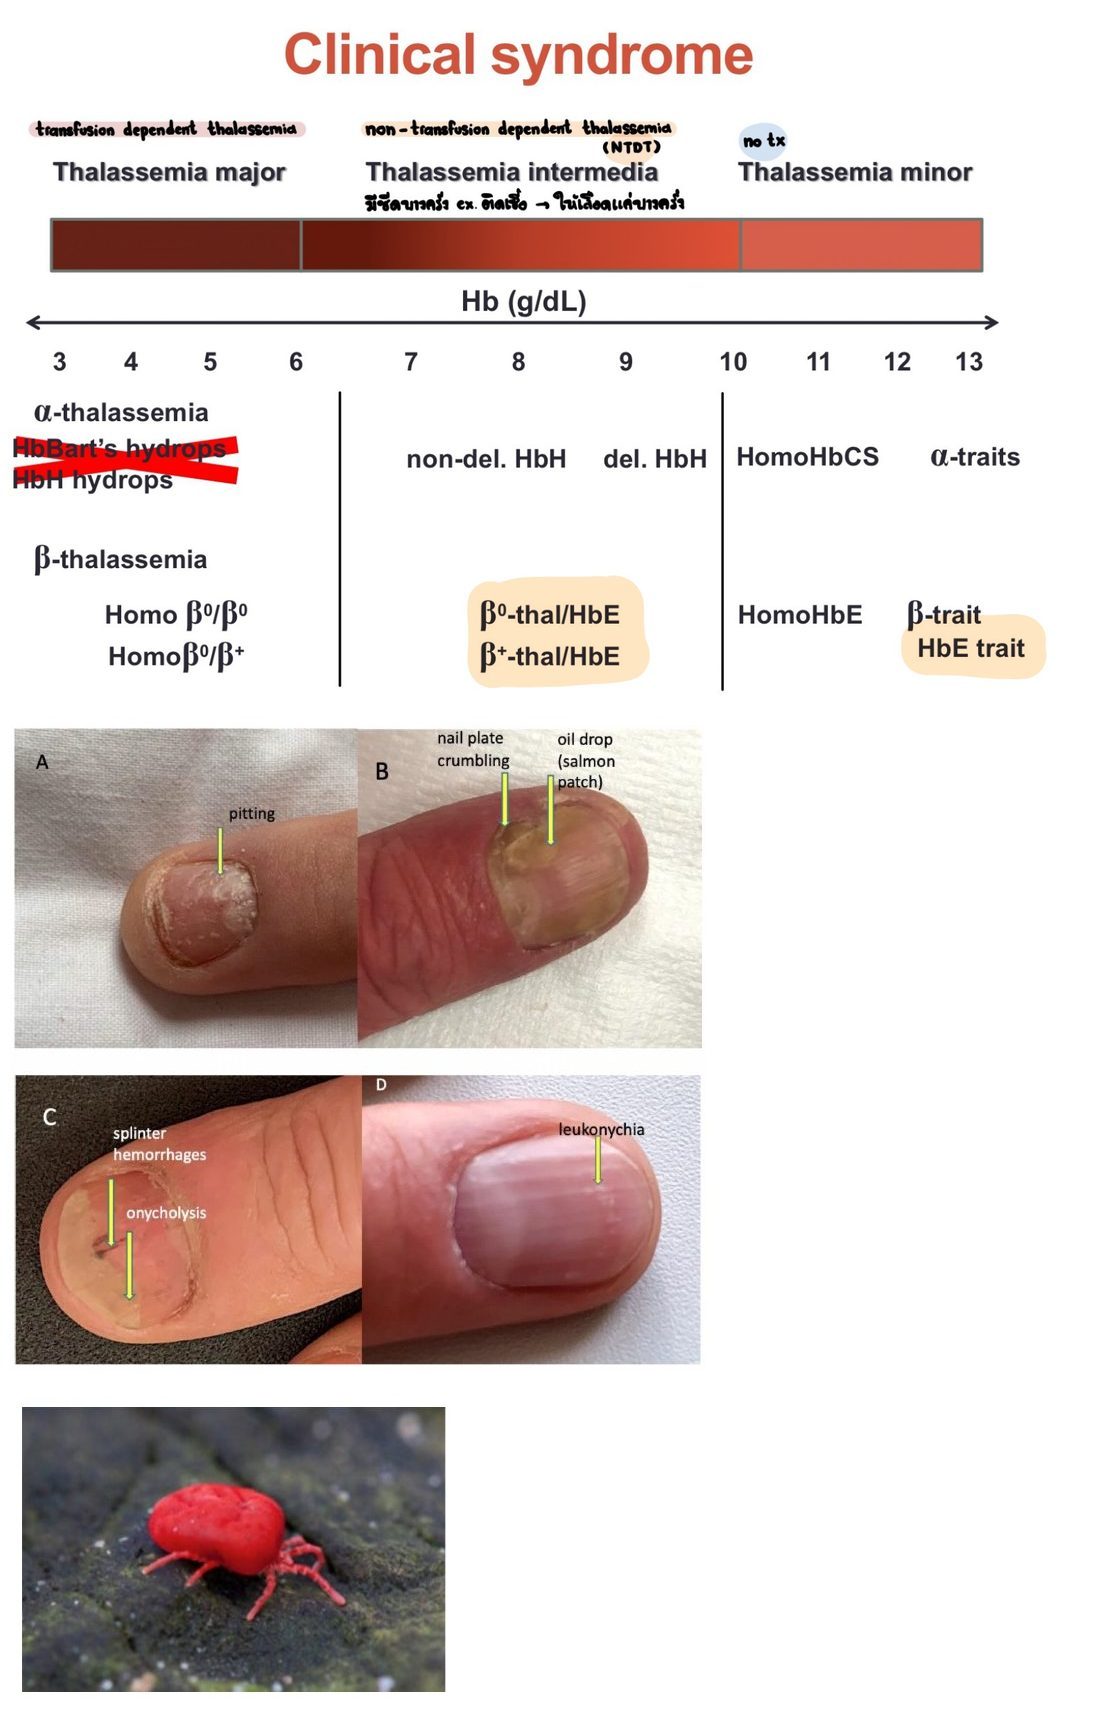 Clinical syndrome
transfusion dependent thalassemia
non-transfusion dependent thalassemia
(NTDT)
no tx
Thalassemia major
Thalassemia intermedia
Thalassemia minor
มีซีดบางครั้ง ex. ติดเชื้อ → ให้เลือดแค่บางครั้ง
Hb (g/dL)
3 4 5 6 7 8 9 10 11 12 13
α-thalassemia
HbBart's hydrops
HbH hydrops
non-del. HbH
del. HbH
HomoHbCS
α-traits
β-thalassemia
Homo β⁰/β⁰
Homoβ⁰/β⁺
β⁰-thal/HbE
β⁺-thal/HbE
HomoHbE
β-trait
HbE trait
A
pitting
B
nail plate
crumbling
oil drop
(salmon
patch)
C
splinter
hemorrhages
onycholysis
D
leukonychia